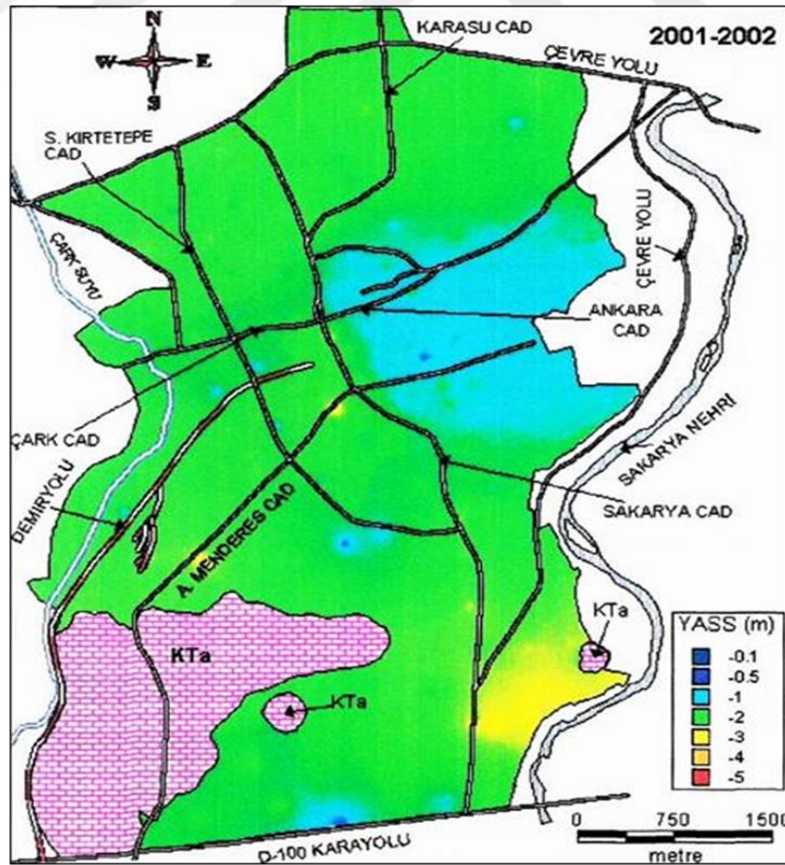 N
W E
S
KARASU CAD
2001-2002
ÇEVRE YOLU
S. KIRTETEPE
CAD
ÇARK SUYU
ÇEVRE YOLU
ANKARA
CAD
ÇARK CAD
SAKARYA NEHRİ
DEMİRYOLU
SAKARYA CAD
A. MENDERES CAD
KTa
KTa
KTa
YASS (m)
-0.1
-0.5
-1
-2
-3
-4
-5
0 750 1500
metre
D-100 KARAYOLU